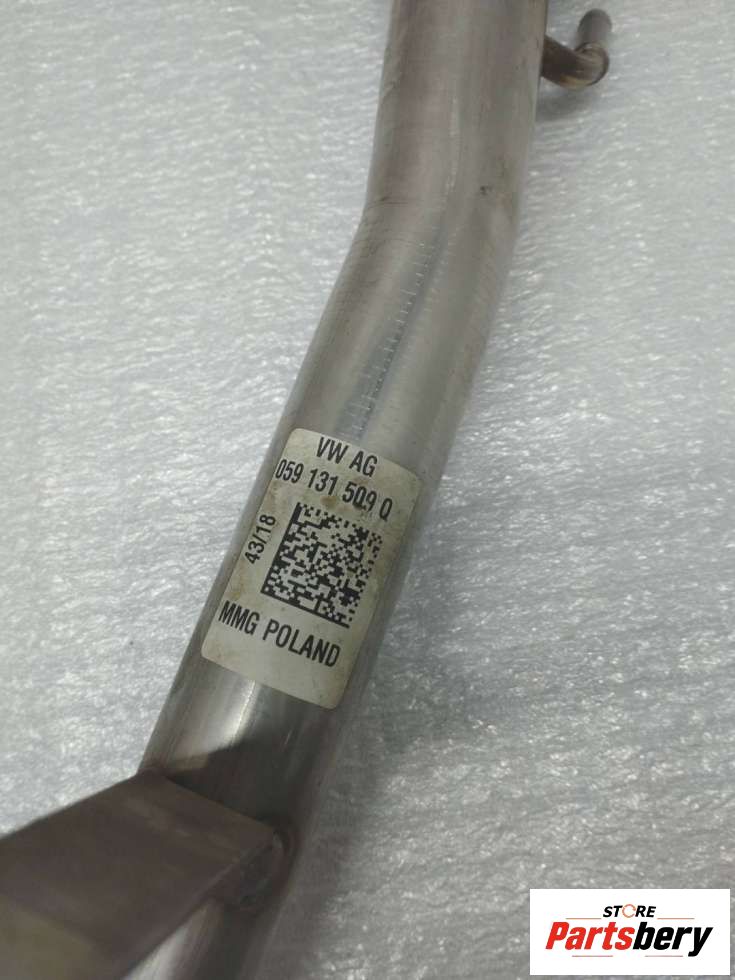 VW AG
059 131 509 Q
43/18
MMG POLAND
STORE
Partsbery